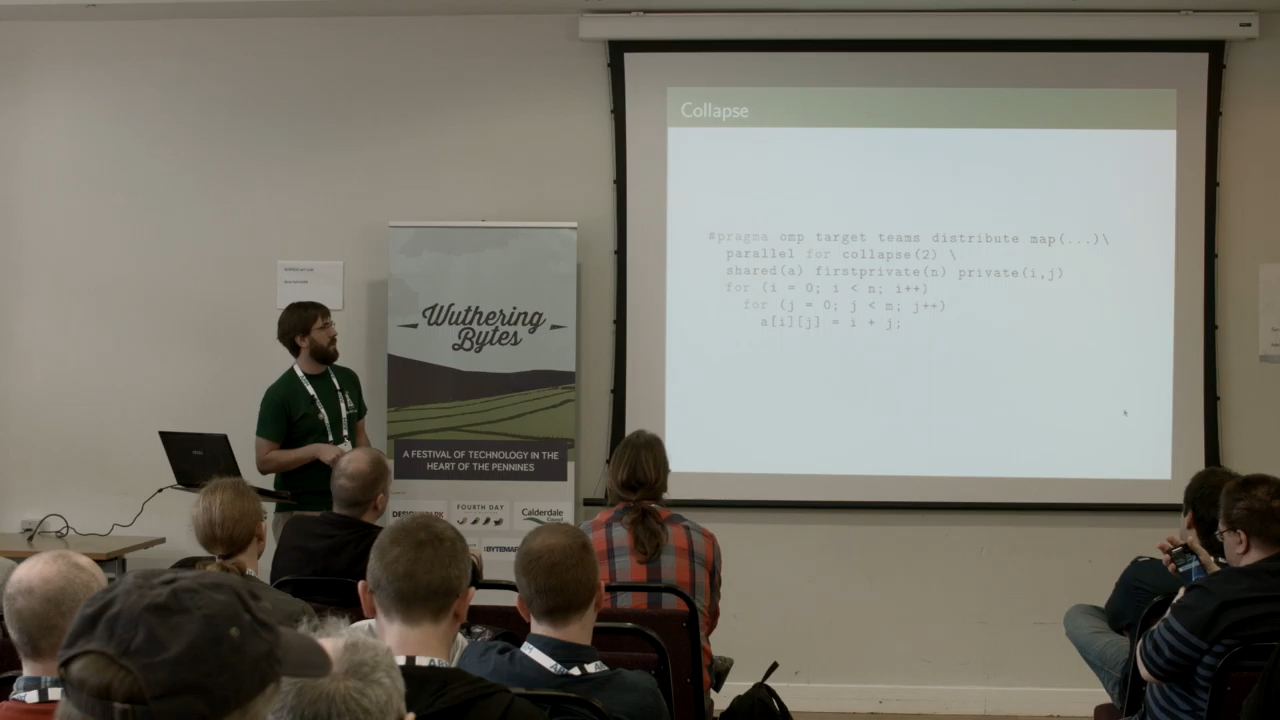 Collapse
#pragma omp target teams distribute map(...)\
parallel for collapse(2) \
shared(a) firstprivate(n) private(i,j)
for (i = 0; i < n; i++)
for (j = 0; j < m; j++)
a[i][j] = i + j;
Wuthering
Bytes
A FESTIVAL OF TECHNOLOGY IN THE
HEART OF THE PENNINES
FOURTH DAY
Calderdale